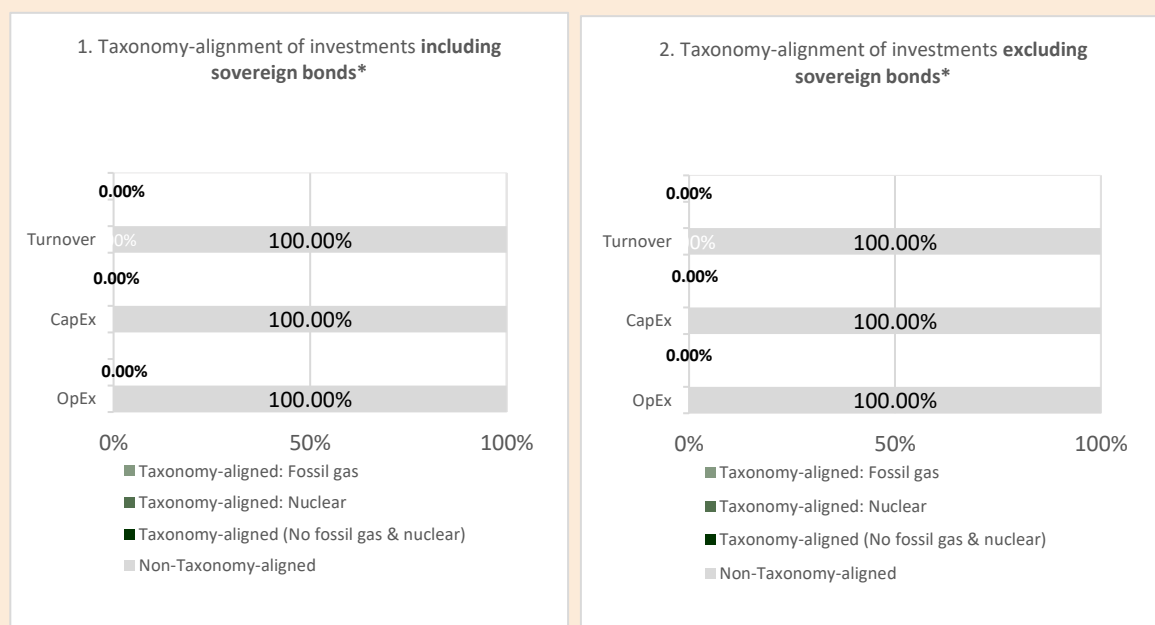 1. Taxonomy-alignment of investments including
sovereign bonds*
0.00%
Turnover 0% 100.00%
0.00%
CapEx 100.00%
0.00%
OpEx 100.00%
0% 50% 100%
Taxonomy-aligned: Fossil gas
Taxonomy-aligned: Nuclear
Taxonomy-aligned (No fossil gas & nuclear)
Non-Taxonomy-aligned
2. Taxonomy-alignment of investments excluding
sovereign bonds*
0.00%
Turnover 00% 100.00%
0.00%
CapEx 100.00%
0.00%
OpEx 100.00%
0% 50% 100%
Taxonomy-aligned: Fossil gas
Taxonomy-aligned: Nuclear
Taxonomy-aligned (No fossil gas & nuclear)
Non-Taxonomy-aligned